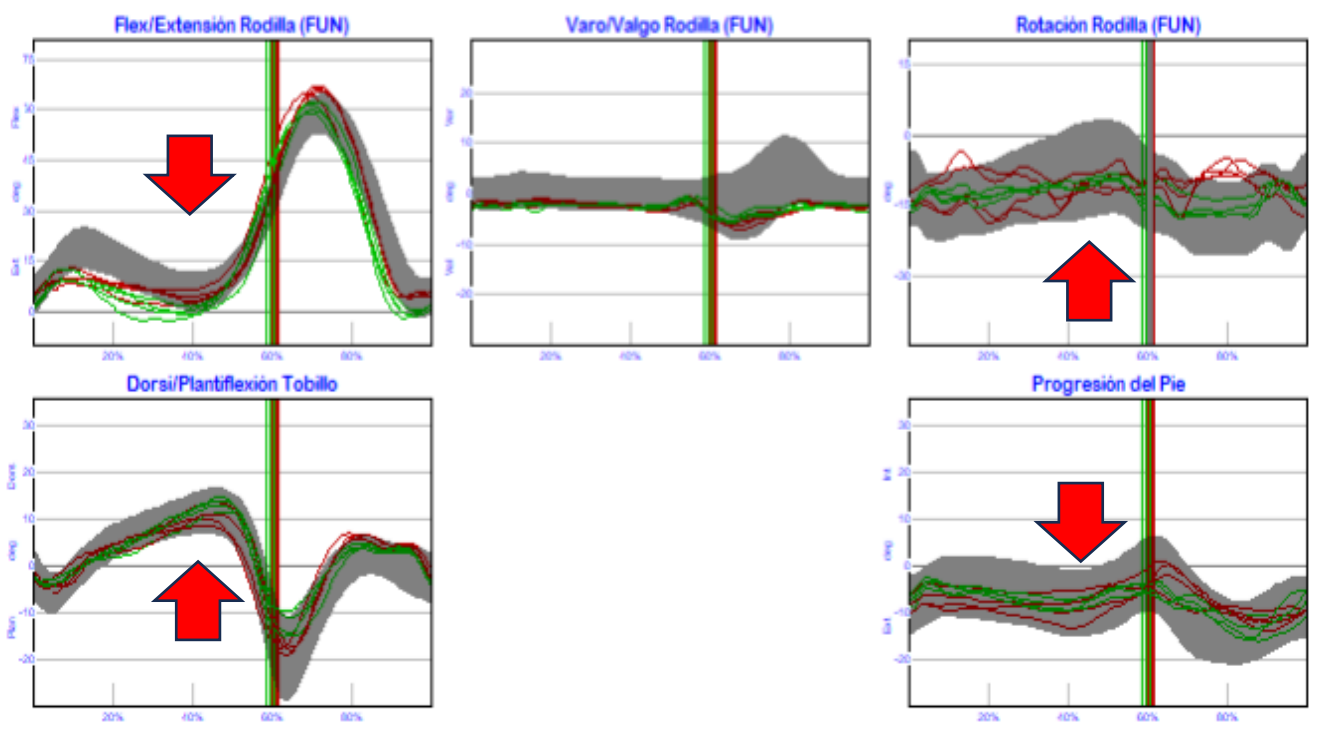 Flex/Extensión Rodilla (FUN)
Varo/Valgo Rodilla (FUN)
Rotación Rodilla (FUN)
75
Flex
45
deg
30
15
Ext
0
20%
40%
60%
80%
20
10
deg
0
-10
-20
20%
40%
60%
80%
15
0
deg
-15
-30
20%
40%
60%
80%
Dorsi/Plantiflexión Tobillo
Progresión del Pie
30
Dors
20
10
deg
0
-10
Plan
-20
20%
40%
60%
80%
30
Int
20
10
deg
0
-10
Ext
-20
20%
40%
60%
80%